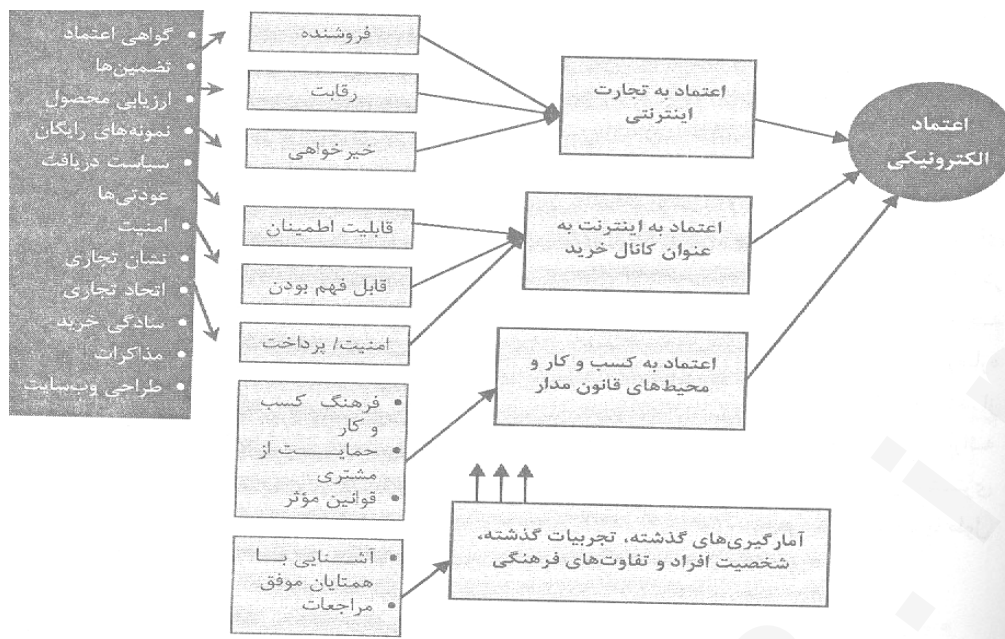 گواهی اعتماد
تضمین‌ها
ارزیابی محصول
نمونه‌های رایگان
سیاست دریافت
عودتی‌ها
امنیت
نشان تجاری
اتحاد تجاری
سادگی خرید
مذاکرات
طراحی وب‌سایت
فروشنده
رقابت
خیرخواهی
قابلیت اطمینان
قابل فهم بودن
امنیت/ پرداخت
فرهنگ کسب
و کار
حمایت از
مشتری
قوانین مؤثر
آشنایی با
همتایان موفق
مراجعات
اعتماد به تجارت
اینترنتی
اعتماد به اینترنت به
عنوان کانال خرید
اعتماد به کسب و کار و
محیط‌های قانون مدار
آمارگیری‌های گذشته، تجربیات گذشته،
شخصیت افراد و تفاوت‌های فرهنگی
اعتماد
الکترونیکی